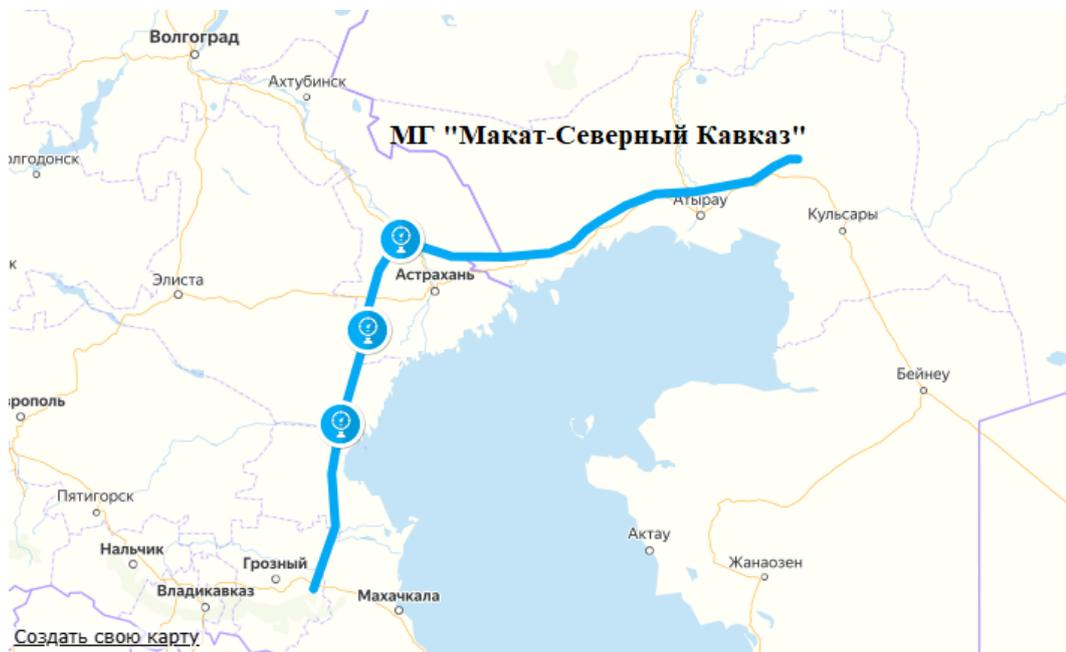 Волгоград
Ахтубинск
МГ "Макат-Северный Кавказ"
олгодонск
Атырау
Кульсары
к
Элиста
Астрахань
Бейнеу
врополь
Пятигорск
Актау
Нальчик
Грозный
Жанаозен
Владикавказ
Махачкала
Создать свою карту